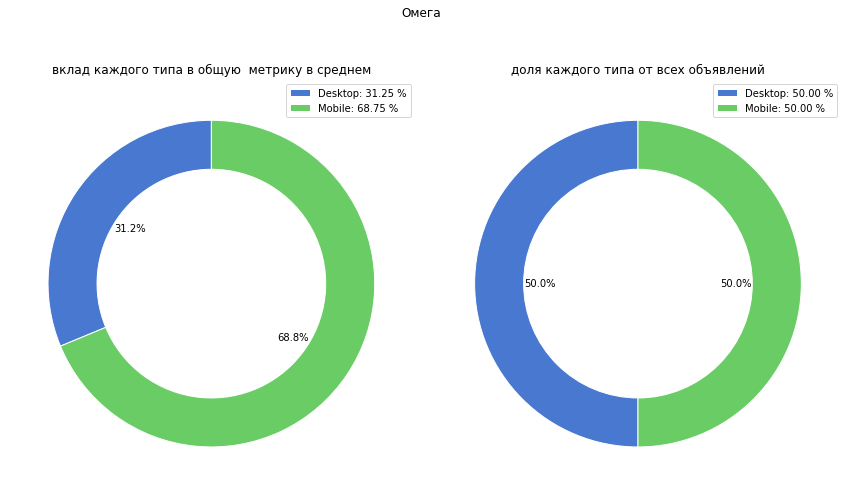 Омега
вклад каждого типа в общую  метрику в среднем
Desktop: 31.25 %
Mobile: 68.75 %
31.2%
68.8%
доля каждого типа от всех объявлений
Desktop: 50.00 %
Mobile: 50.00 %
50.0%
50.0%